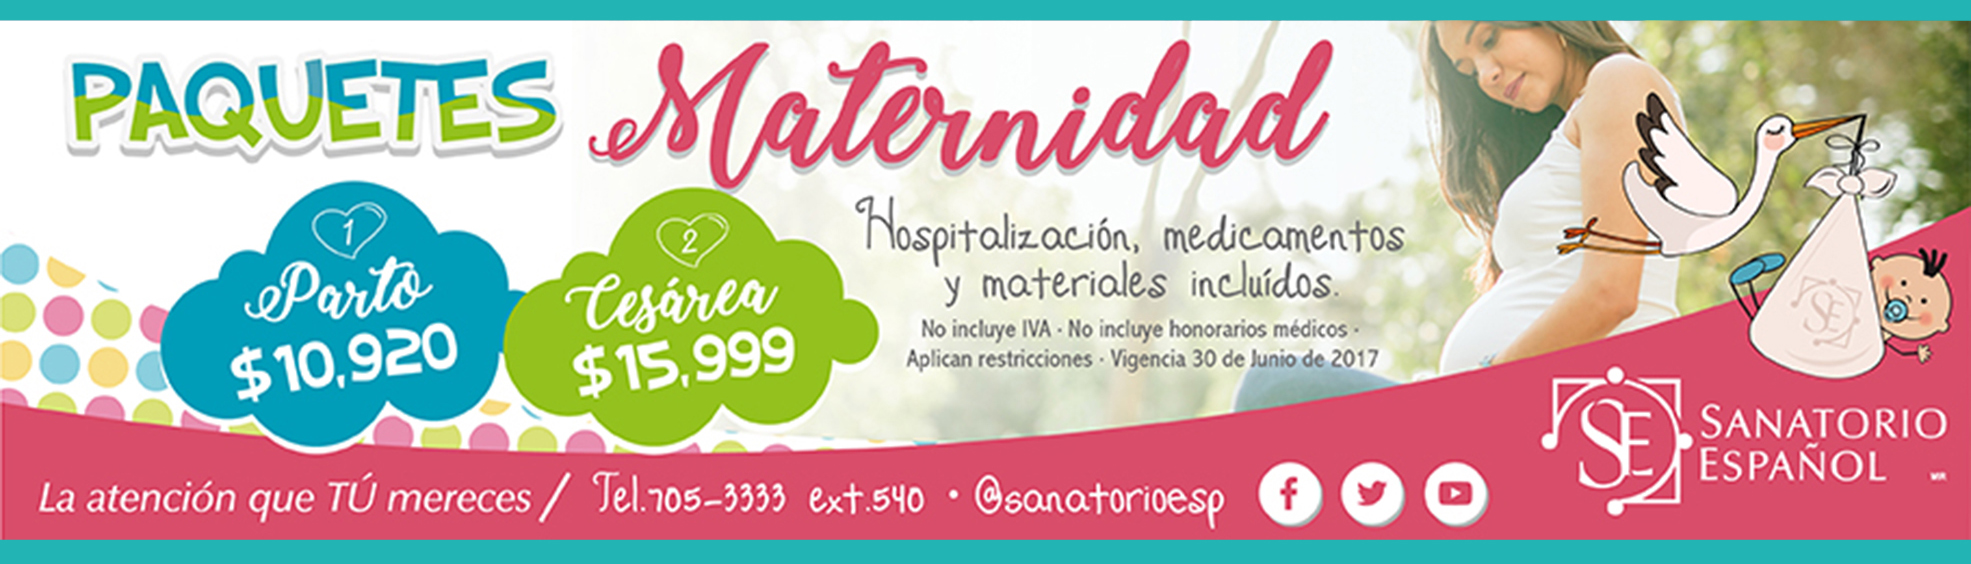 PAQUETES Maternidad
1
Parto
$10,920
2
Cesárea
$15,999
Hospitalización, medicamentos
y materiales incluídos.
No incluye IVA · No incluye honorarios médicos ·
Aplican restricciones · Vigencia 30 de Junio de 2017
SE
La atención que TÚ mereces / Tel.705-3333 ext.540 • @sanatorioesp
SE
SANATORIO
ESPAÑOL
MR